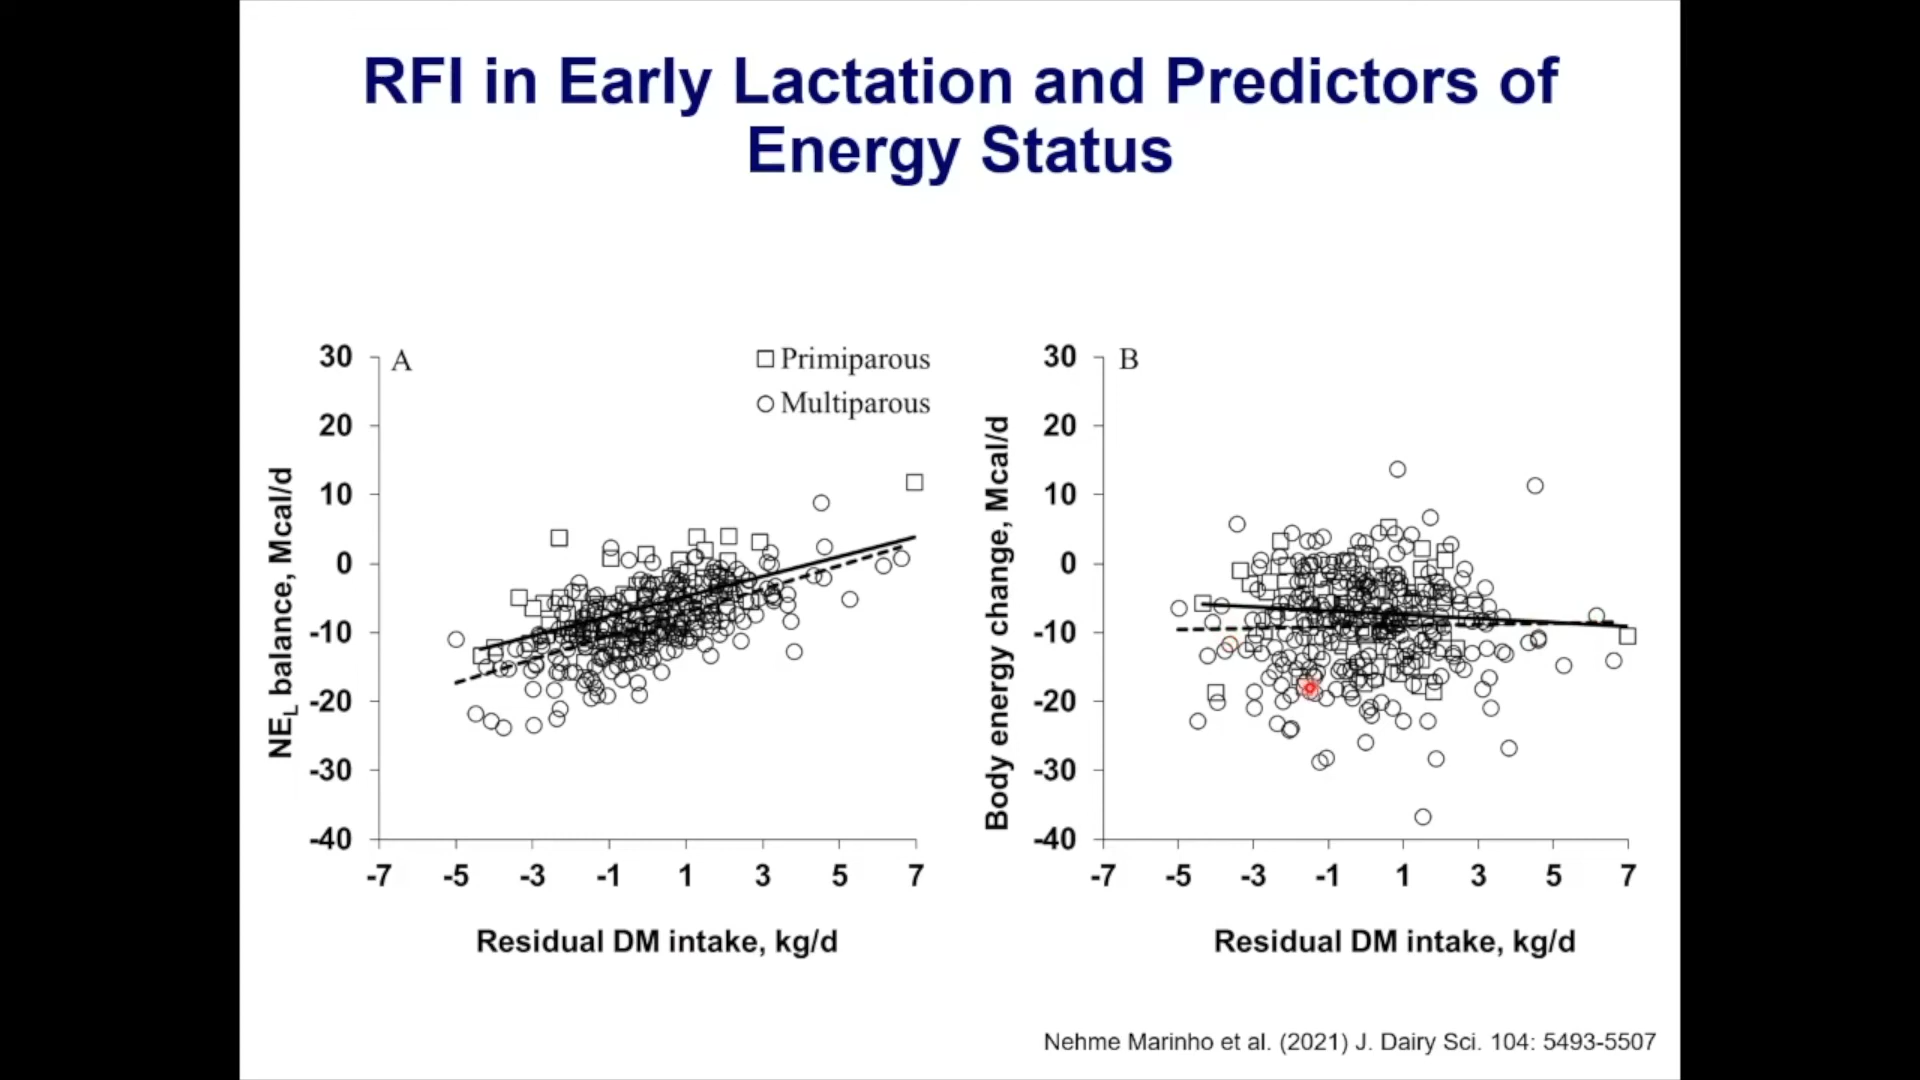 RFI in Early Lactation and Predictors of
Energy Status
A
□ Primiparous
○ Multiparous
NEL balance, Mcal/d
30
20
10
0
-10
-20
-30
-40
-7 -5 -3 -1 1 3 5 7
Residual DM intake, kg/d
B
Body energy change, Mcal/d
30
20
10
0
-10
-20
-30
-40
-7 -5 -3 -1 1 3 5 7
Residual DM intake, kg/d
Nehme Marinho et al. (2021) J. Dairy Sci. 104: 5493-5507